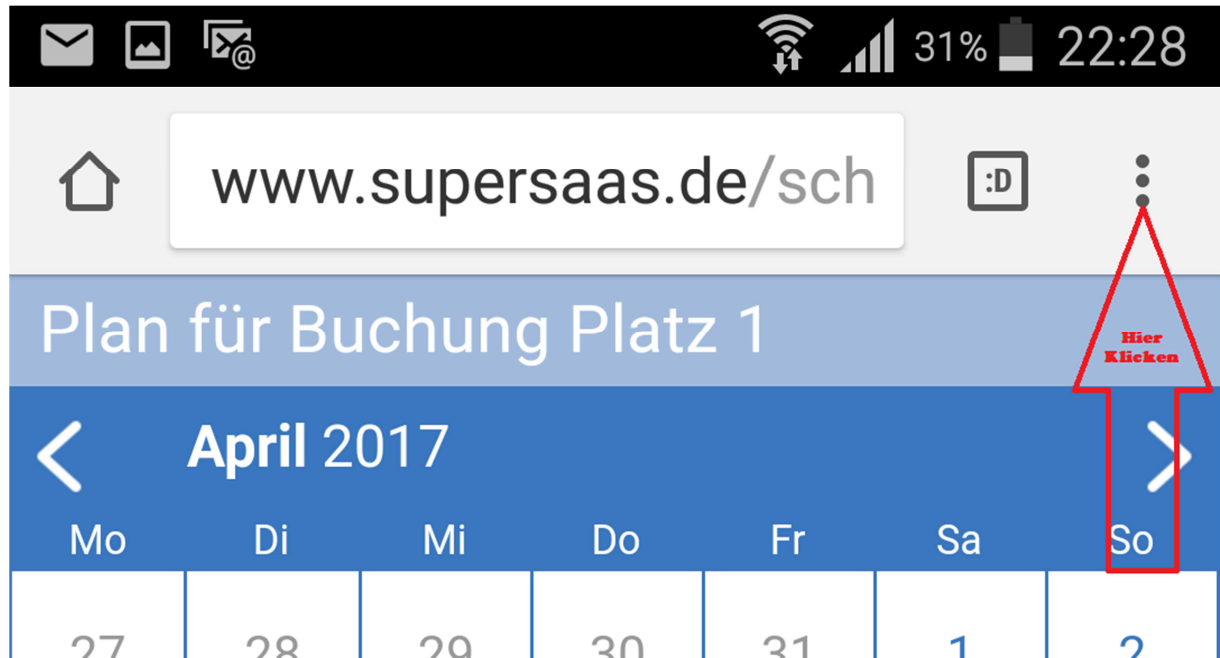 31% 22:28
www.supersaas.de/sch :D
Plan für Buchung Platz 1
Hier
Klicken
April 2017
Mo Di Mi Do Fr Sa So
27 28 29 30 31 1 2